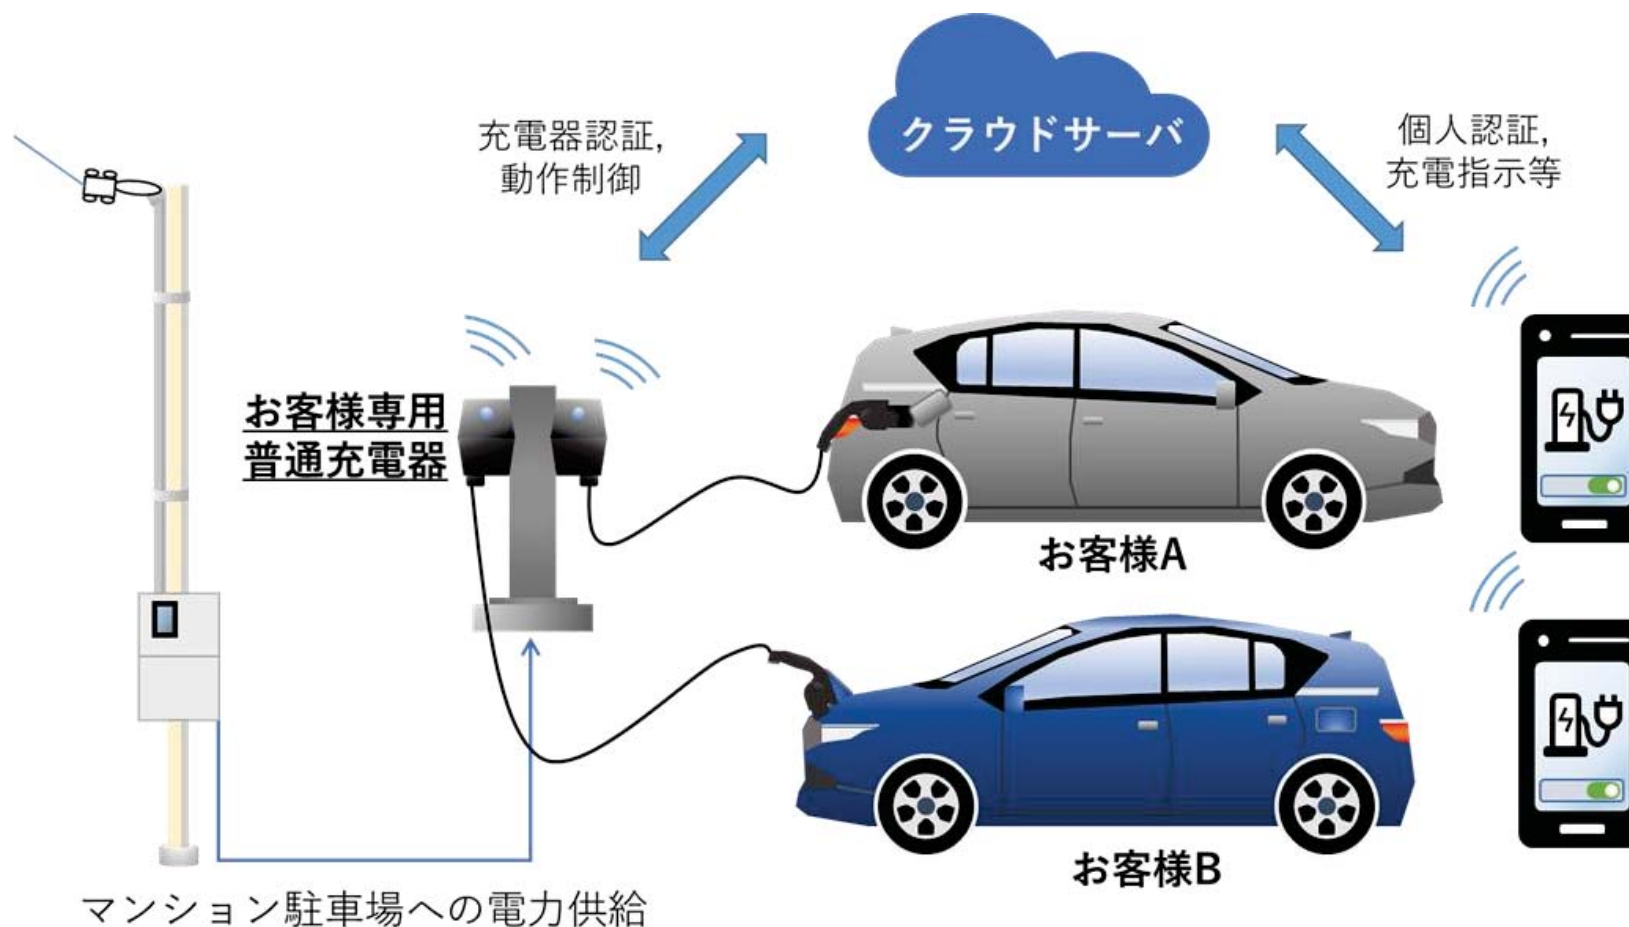 クラウドサーバ
充電器認証,
動作制御
個人認証,
充電指示等
お客様専用
普通充電器
お客様A
お客様B
マンション駐車場への電力供給